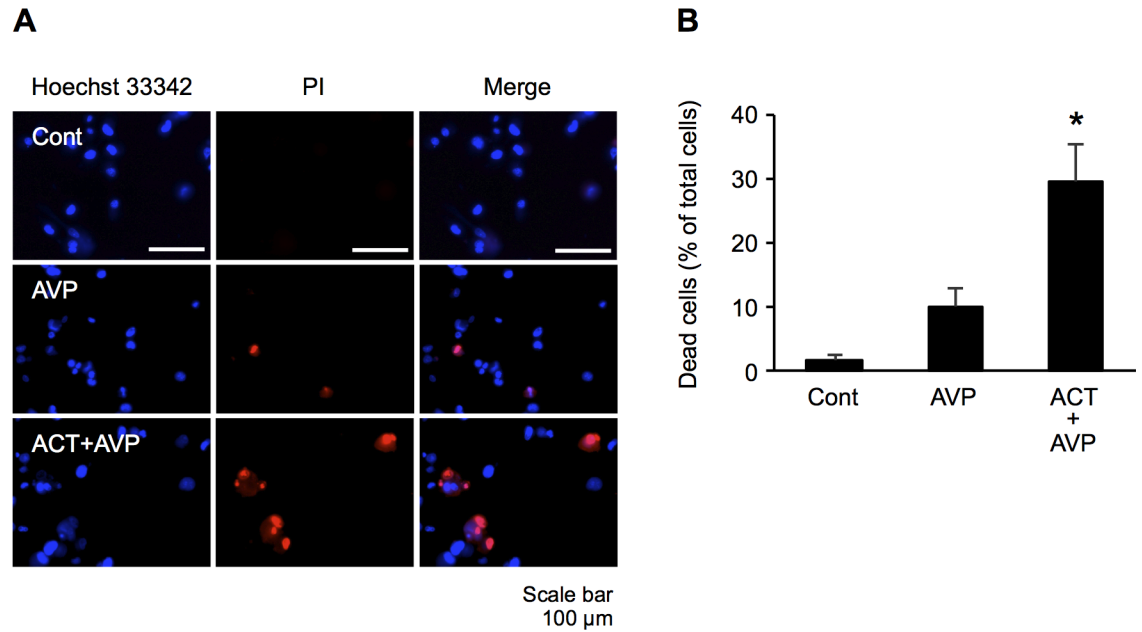 A
Hoechst 33342
PI
Merge
Cont
AVP
ACT+AVP
Scale bar
100 µm
B
Dead cells (% of total cells)
40
30
20
10
0
*
Cont
AVP
ACT
+
AVP